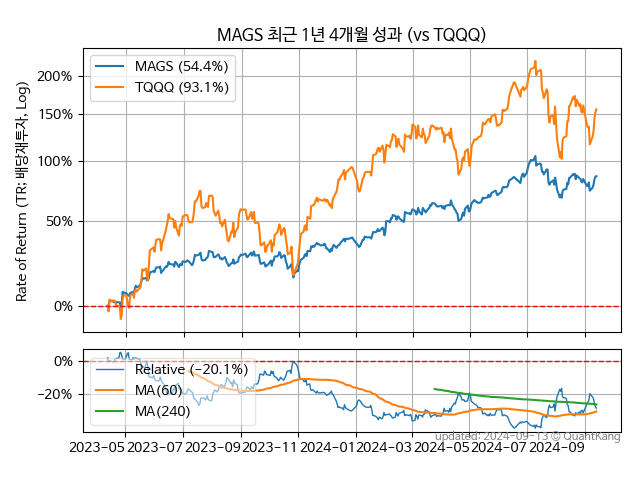 MAGS 최근 1년 4개월 성과 (vs TQQQ)
MAGS (54.4%)
TQQQ (93.1%)
200%
150%
100%
50%
0%
Rate of Return (TR: 배당재투자, Log)
0%
−20%
Relative (−20.1%)
MA(60)
MA(240)
updated: 2024-09-13 © QuantKang
2023-05 2023-07 2023-09 2023-11 2024-01 2024-03 2024-05 2024-07 2024-09